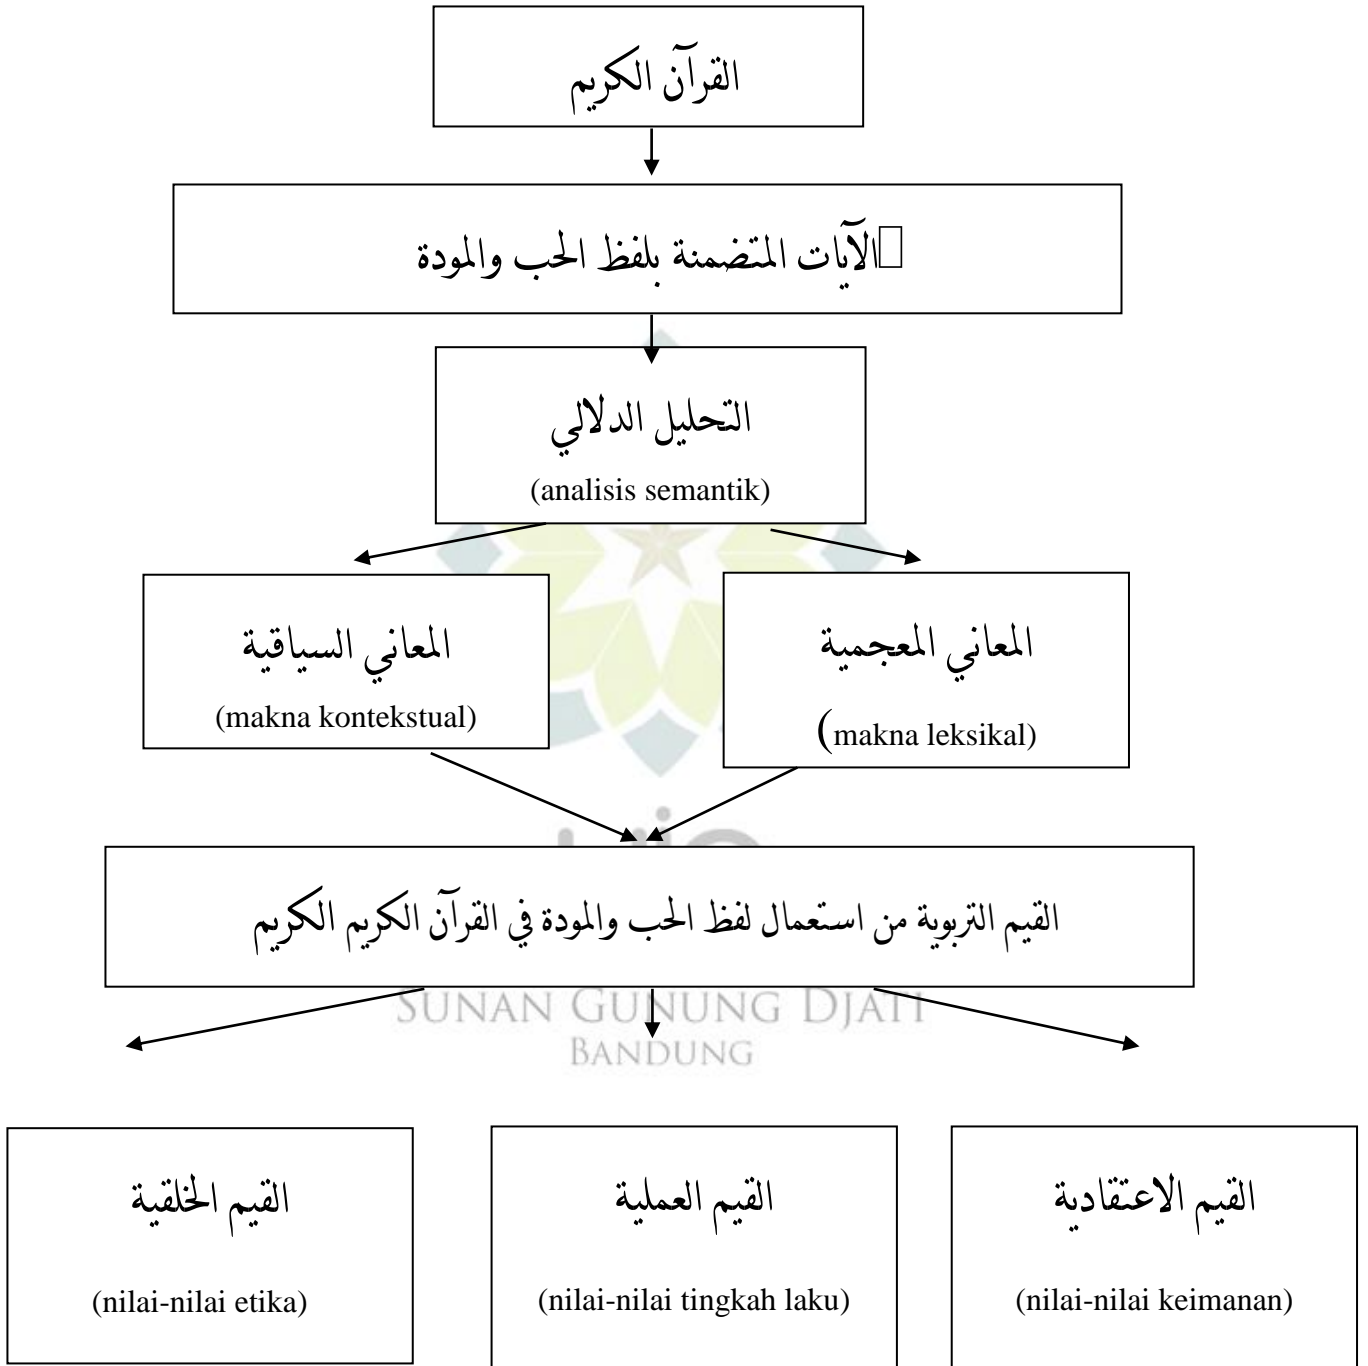 القرآن الكريم
الآيات المتضمنة بلفظ الحب والمودة
التحليل الدلالي
(analisis semantik)
المعاني المعجمية
(makna leksikal)
المعاني السياقية
(makna kontekstual)
القيم التربوية من استعمال لفظ الحب والمودة في القرآن الكريم الكريم
SUNAN GUNUNG DJATI
BANDUNG
القيم الاعتقادية
(nilai-nilai keimanan)
القيم العملية
(nilai-nilai tingkah laku)
القيم الخلقية
(nilai-nilai etika)